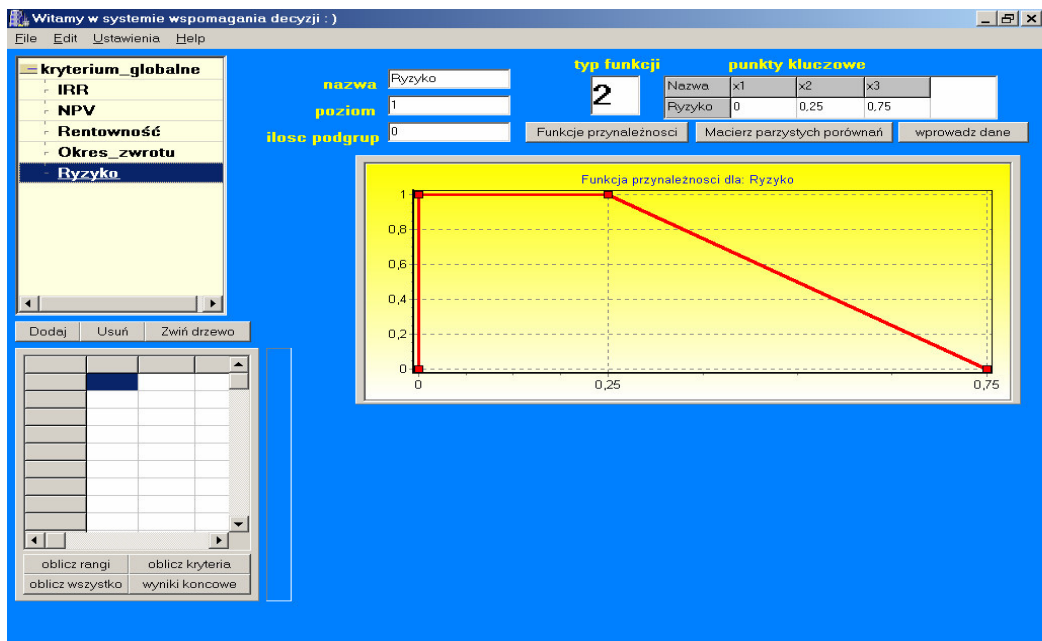 Witamy w systemie wspomagania decyzji : )
File Edit Ustawienia Help
kryterium_globalne
IRR
NPV
Rentowność
Okres_zwrotu
Ryzyko
Dodaj Usuń Zwiń drzewo
nazwa Ryzyko
poziom 1
ilosc podgrup 0
typ funkcji
2
punkty kluczowe
Nazwa x1 x2 x3
Ryzyko 0 0,25 0,75
Funkcje przynależnosci Macierz parzystych porównań wprowadz dane
Funkcja przynależnosci dla: Ryzyko
1
0,8
0,6
0,4
0,2
0
0 0,25 0,75
oblicz rangi oblicz kryteria
oblicz wszystko wyniki koncowe